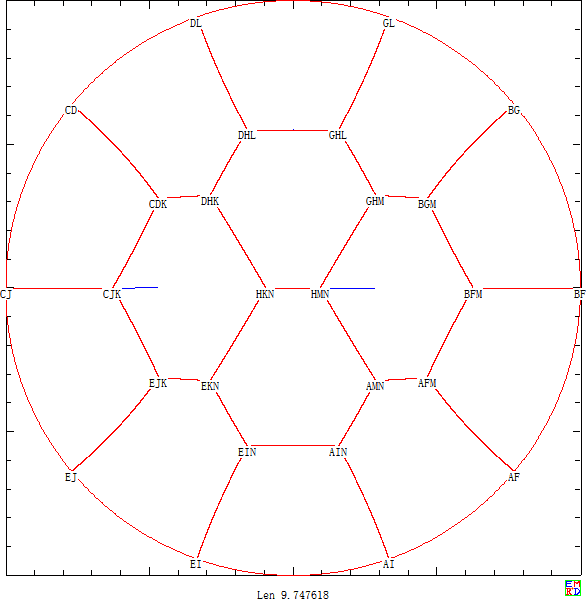 DL GL
CD BG
DHL GHL
CDK DHK GHM BGM
CJ CJK HKN HMN BFM BF
EJK EKN AMN AFM
EIN AIN
EJ AF
EI AI
Len 9.747618
EM
RD